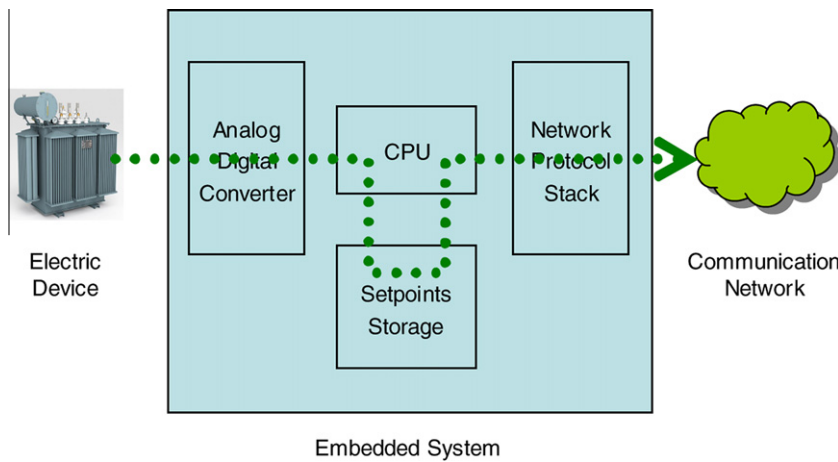 Analog
Digital
Converter
CPU
Network
Protocol
Stack
Electric
Device
Setpoints
Storage
Communication
Network
Embedded System